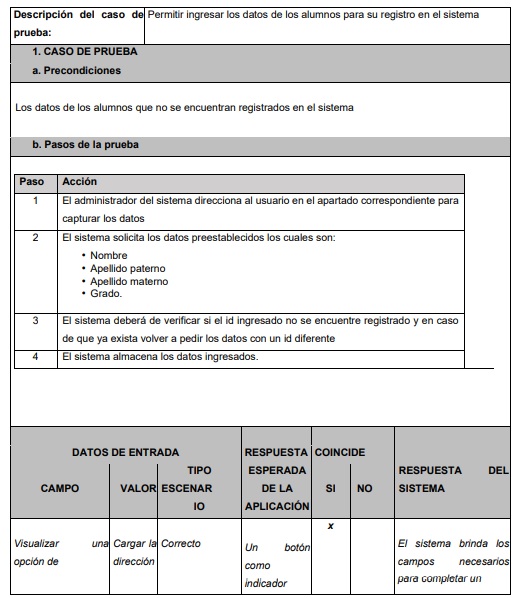 Descripción del caso de Permitir ingresar los datos de los alumnos para su registro en el sistema
prueba:
1. CASO DE PRUEBA
a. Precondiciones
Los datos de los alumnos que no se encuentran registrados en el sistema
b. Pasos de la prueba
Paso Acción
1 El administrador del sistema direcciona al usuario en el apartado correspondiente para
capturar los datos
2 El sistema solicita los datos preestablecidos los cuales son:
• Nombre
• Apellido paterno
• Apellido materno
• Grado.
3 El sistema deberá de verificar si el id ingresado no se encuentre registrado y en caso
de que ya exista volver a pedir los datos con un id diferente
4 El sistema almacena los datos ingresados.
DATOS DE ENTRADA RESPUESTA COINCIDE
TIPO ESPERADA RESPUESTA DEL
CAMPO VALOR ESCENAR DE LA SI NO SISTEMA
IO APLICACIÓN
x
Visualizar una Cargar la Correcto Un botón El sistema brinda los
opción de dirección como campos necesarios
indicador para completar un